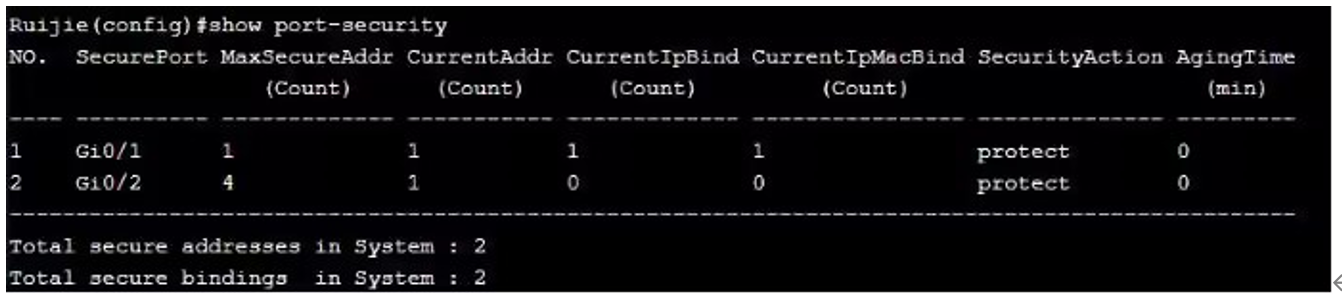 Ruijie(config)#show port-security
NO. SecurePort MaxSecureAddr CurrentAddr CurrentIpBind CurrentIpMacBind SecurityAction AgingTime
(Count) (Count) (Count) (Count) (min)
---- ---------- ------------- ----------- ------------- ---------------- -------------- ---------
1 Gi0/1 1 1 1 1 protect 0
2 Gi0/2 4 1 0 0 protect 0
------------------------------------------------------------------------------------------------
Total secure addresses in System : 2
Total secure bindings  in System : 2